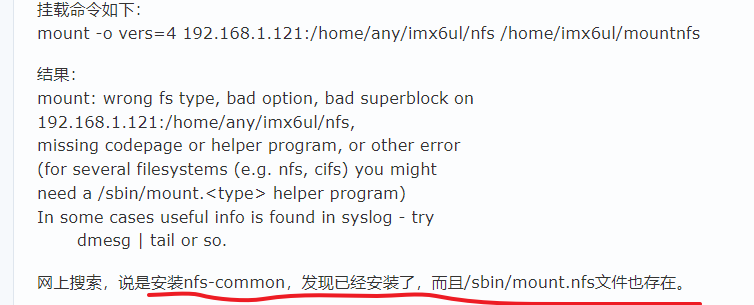 挂载命令如下:
mount -o vers=4 192.168.1.121:/home/any/imx6ul/nfs /home/imx6ul/mountnfs
结果:
mount: wrong fs type, bad option, bad superblock on
192.168.1.121:/home/any/imx6ul/nfs,
missing codepage or helper program, or other error
(for several filesystems (e.g. nfs, cifs) you might
need a /sbin/mount.<type> helper program)
In some cases useful info is found in syslog - try
dmesg | tail or so.
网上搜索，说是安装nfs-common，发现已经安装了，而且/sbin/mount.nfs文件也存在。